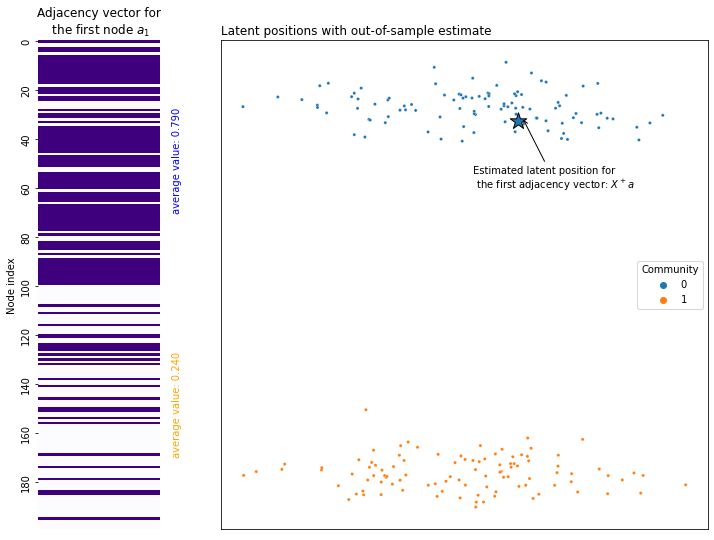 Adjacency vector for
the first node a₁
Latent positions with out-of-sample estimate
Node index
0
20
40
60
80
100
120
140
160
180
average value: 0.790
average value: 0.240
Estimated latent position for
the first adjacency vector: X⁺a
Community
0
1